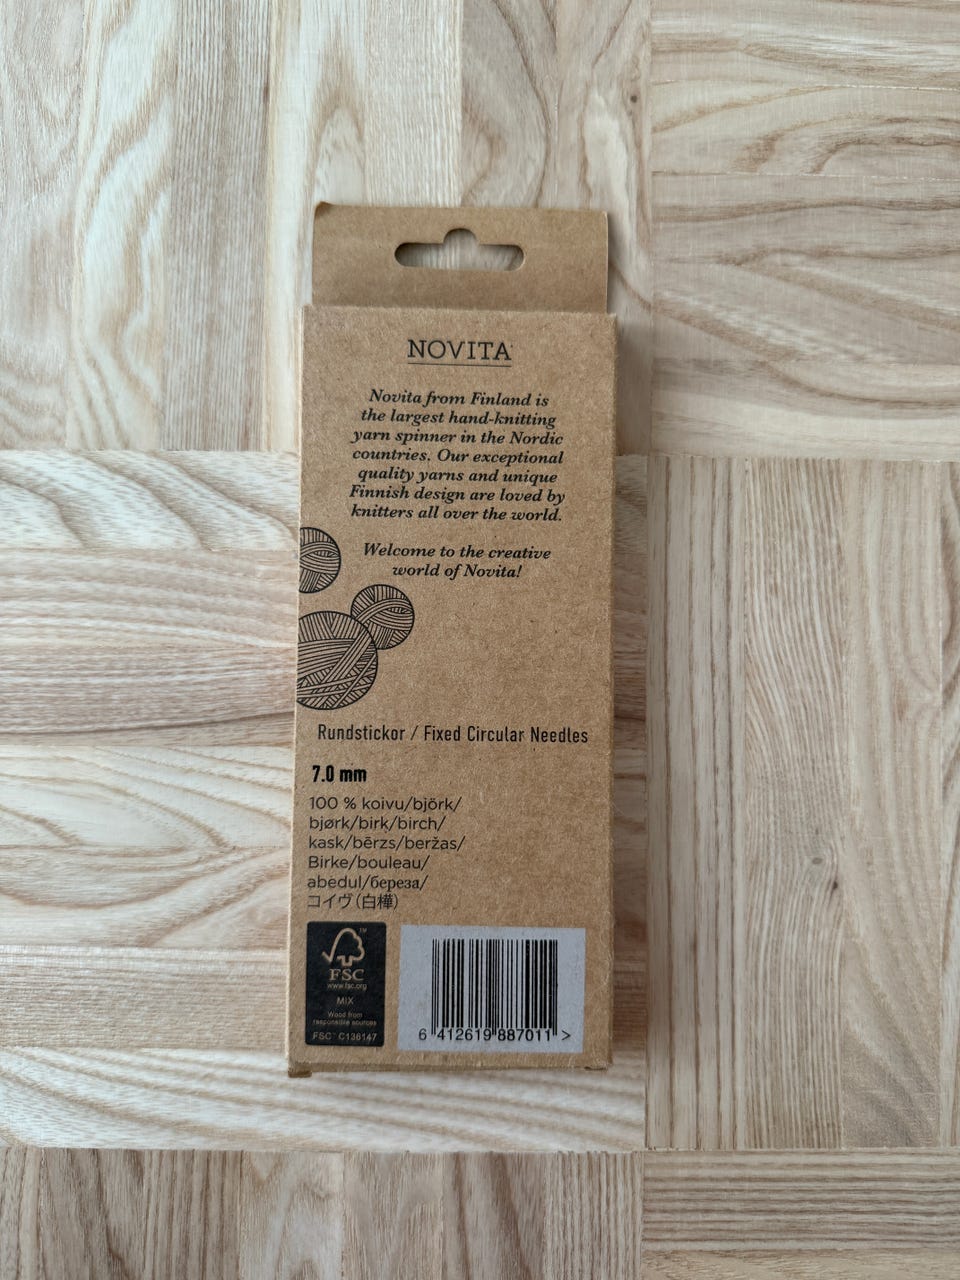 NOVITA
Novita from Finland is
the largest hand-knitting
yarn spinner in the Nordic
countries. Our exceptional
quality yarns and unique
Finnish design are loved by
knitters all over the world.
Welcome to the creative
world of Novita!
Rundstickor / Fixed Circular Needles
7.0 mm
100 % koivu/björk/
bjørk/birk/birch/
kask/bērzs/beržas/
Birke/bouleau/
abedul/береза/
コイヴ(白樺)
FSC
www.fsc.org
MIX
Wood from
responsible sources
FSC™ C136147
6 412619 887011 >